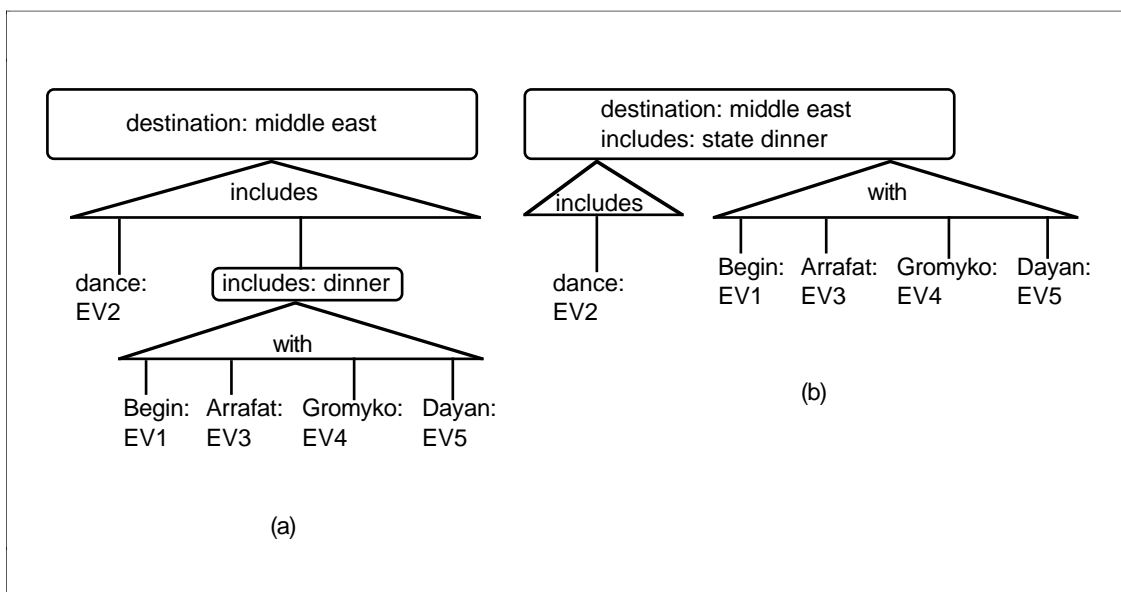 destination: middle east
includes
dance:
EV2
includes: dinner
with
Begin: Arrafat: Gromyko: Dayan:
EV1 EV3 EV4 EV5
(a)
destination: middle east
includes: state dinner
includes
with
dance:
EV2
Begin: Arrafat: Gromyko: Dayan:
EV1 EV3 EV4 EV5
(b)